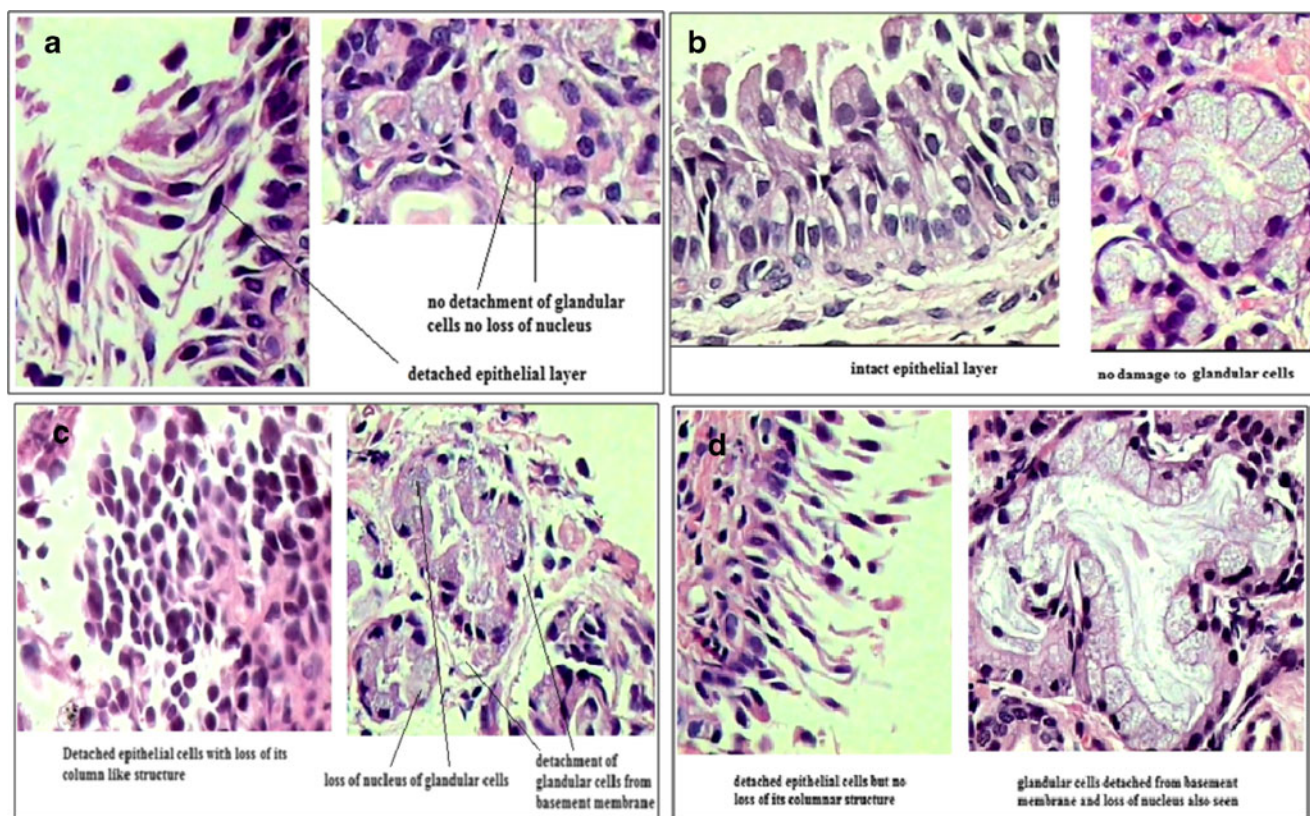 a
no detachment of glandular
cells no loss of nucleus
detached epithelial layer
b
intact epithelial layer
no damage to glandular cells
c
Detached epithelial cells with loss of its
column like structure
loss of nucleus of glandular cells
detachment of
glandular cells from
basement membrane
d
detached epithelial cells but no
loss of its columnar structure
glandular cells detached from basement
membrane and loss of nucleus also seen